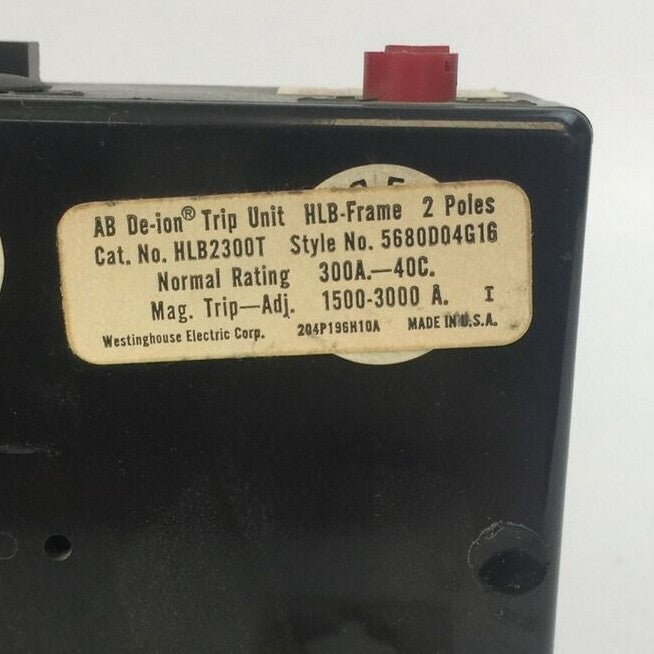 AB De-ion® Trip Unit HLB-Frame 2 Poles
Cat. No. HLB2300T Style No. 5680D04G16
Normal Rating 300A.—40C.
Mag. Trip—Adj. 1500-3000 A. I
Westinghouse Electric Corp. 204P196H10A MADE IN U.S.A.